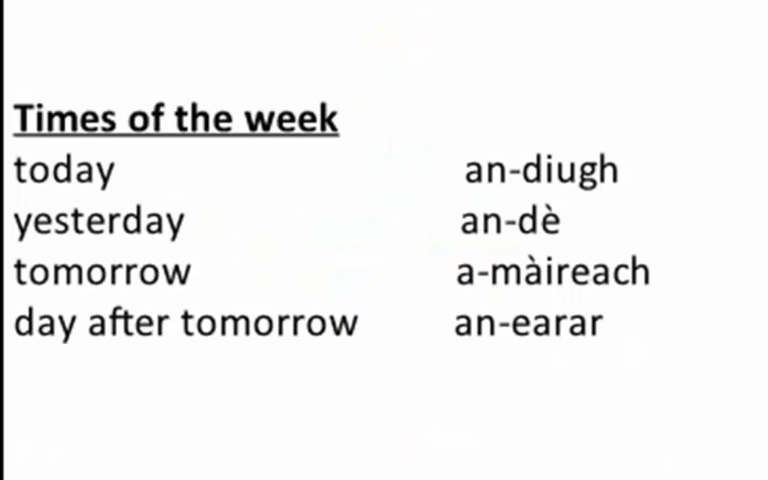 Times of the week
today an-diugh
yesterday an-dè
tomorrow a-màireach
day after tomorrow an-earar